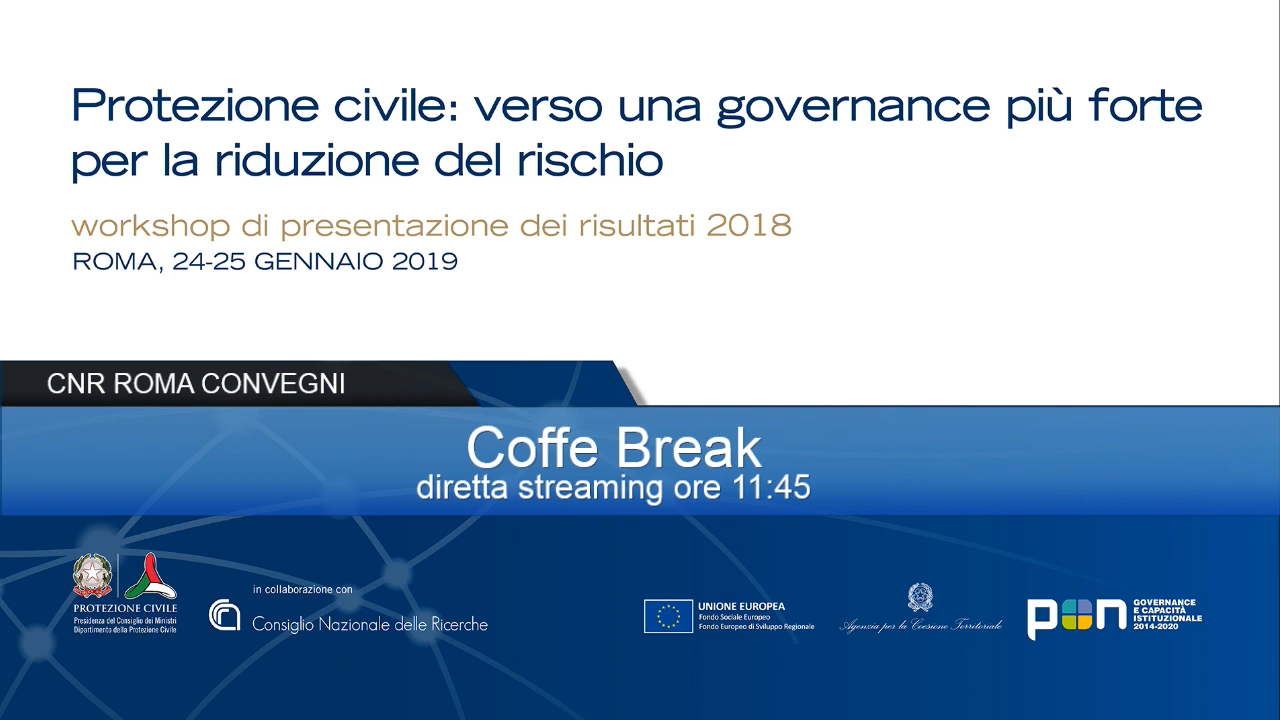 Protezione civile: verso una governance più forte
per la riduzione del rischio
workshop di presentazione dei risultati 2018
ROMA, 24-25 GENNAIO 2019
CNR ROMA CONVEGNI
Coffe Break
diretta streaming ore 11:45
PROTEZIONE CIVILE
Presidenza del Consiglio dei Ministri
Dipartimento della Protezione Civile
in collaborazione con
Consiglio Nazionale delle Ricerche
UNIONE EUROPEA
Fondo Sociale Europeo
Fondo Europeo di Sviluppo Regionale
Agenzia per la Coesione Territoriale
pon
GOVERNANCE
E CAPACITÀ
ISTITUZIONALE
2014-2020